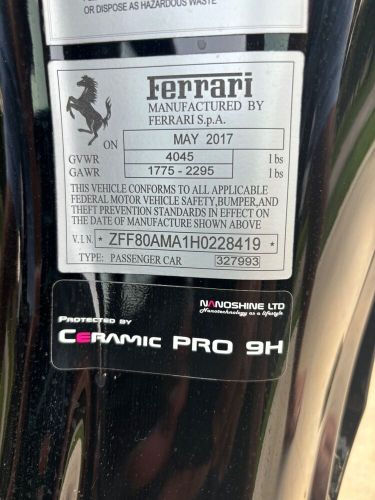 OR DISPOSE AS HAZARDOUS WASTE
Ferrari
MANUFACTURED BY
FERRARI S.p.A.
ON MAY 2017
GVWR 4045 lbs
GAWR 1775 - 2295 lbs
THIS VEHICLE CONFORMS TO ALL APPLICABLE
FEDERAL MOTOR VEHICLE SAFETY, BUMPER, AND
THEFT PREVENTION STANDARDS IN EFFECT ON
THE DATE OF MANUFACTURE SHOWN ABOVE
V.I.N. * ZFF80AMA1H0228419 *
TYPE: PASSENGER CAR 327993
NANOSHINE LTD
Nanotechnology as a lifestyle
PROTECTED BY
CERAMIC PRO 9H